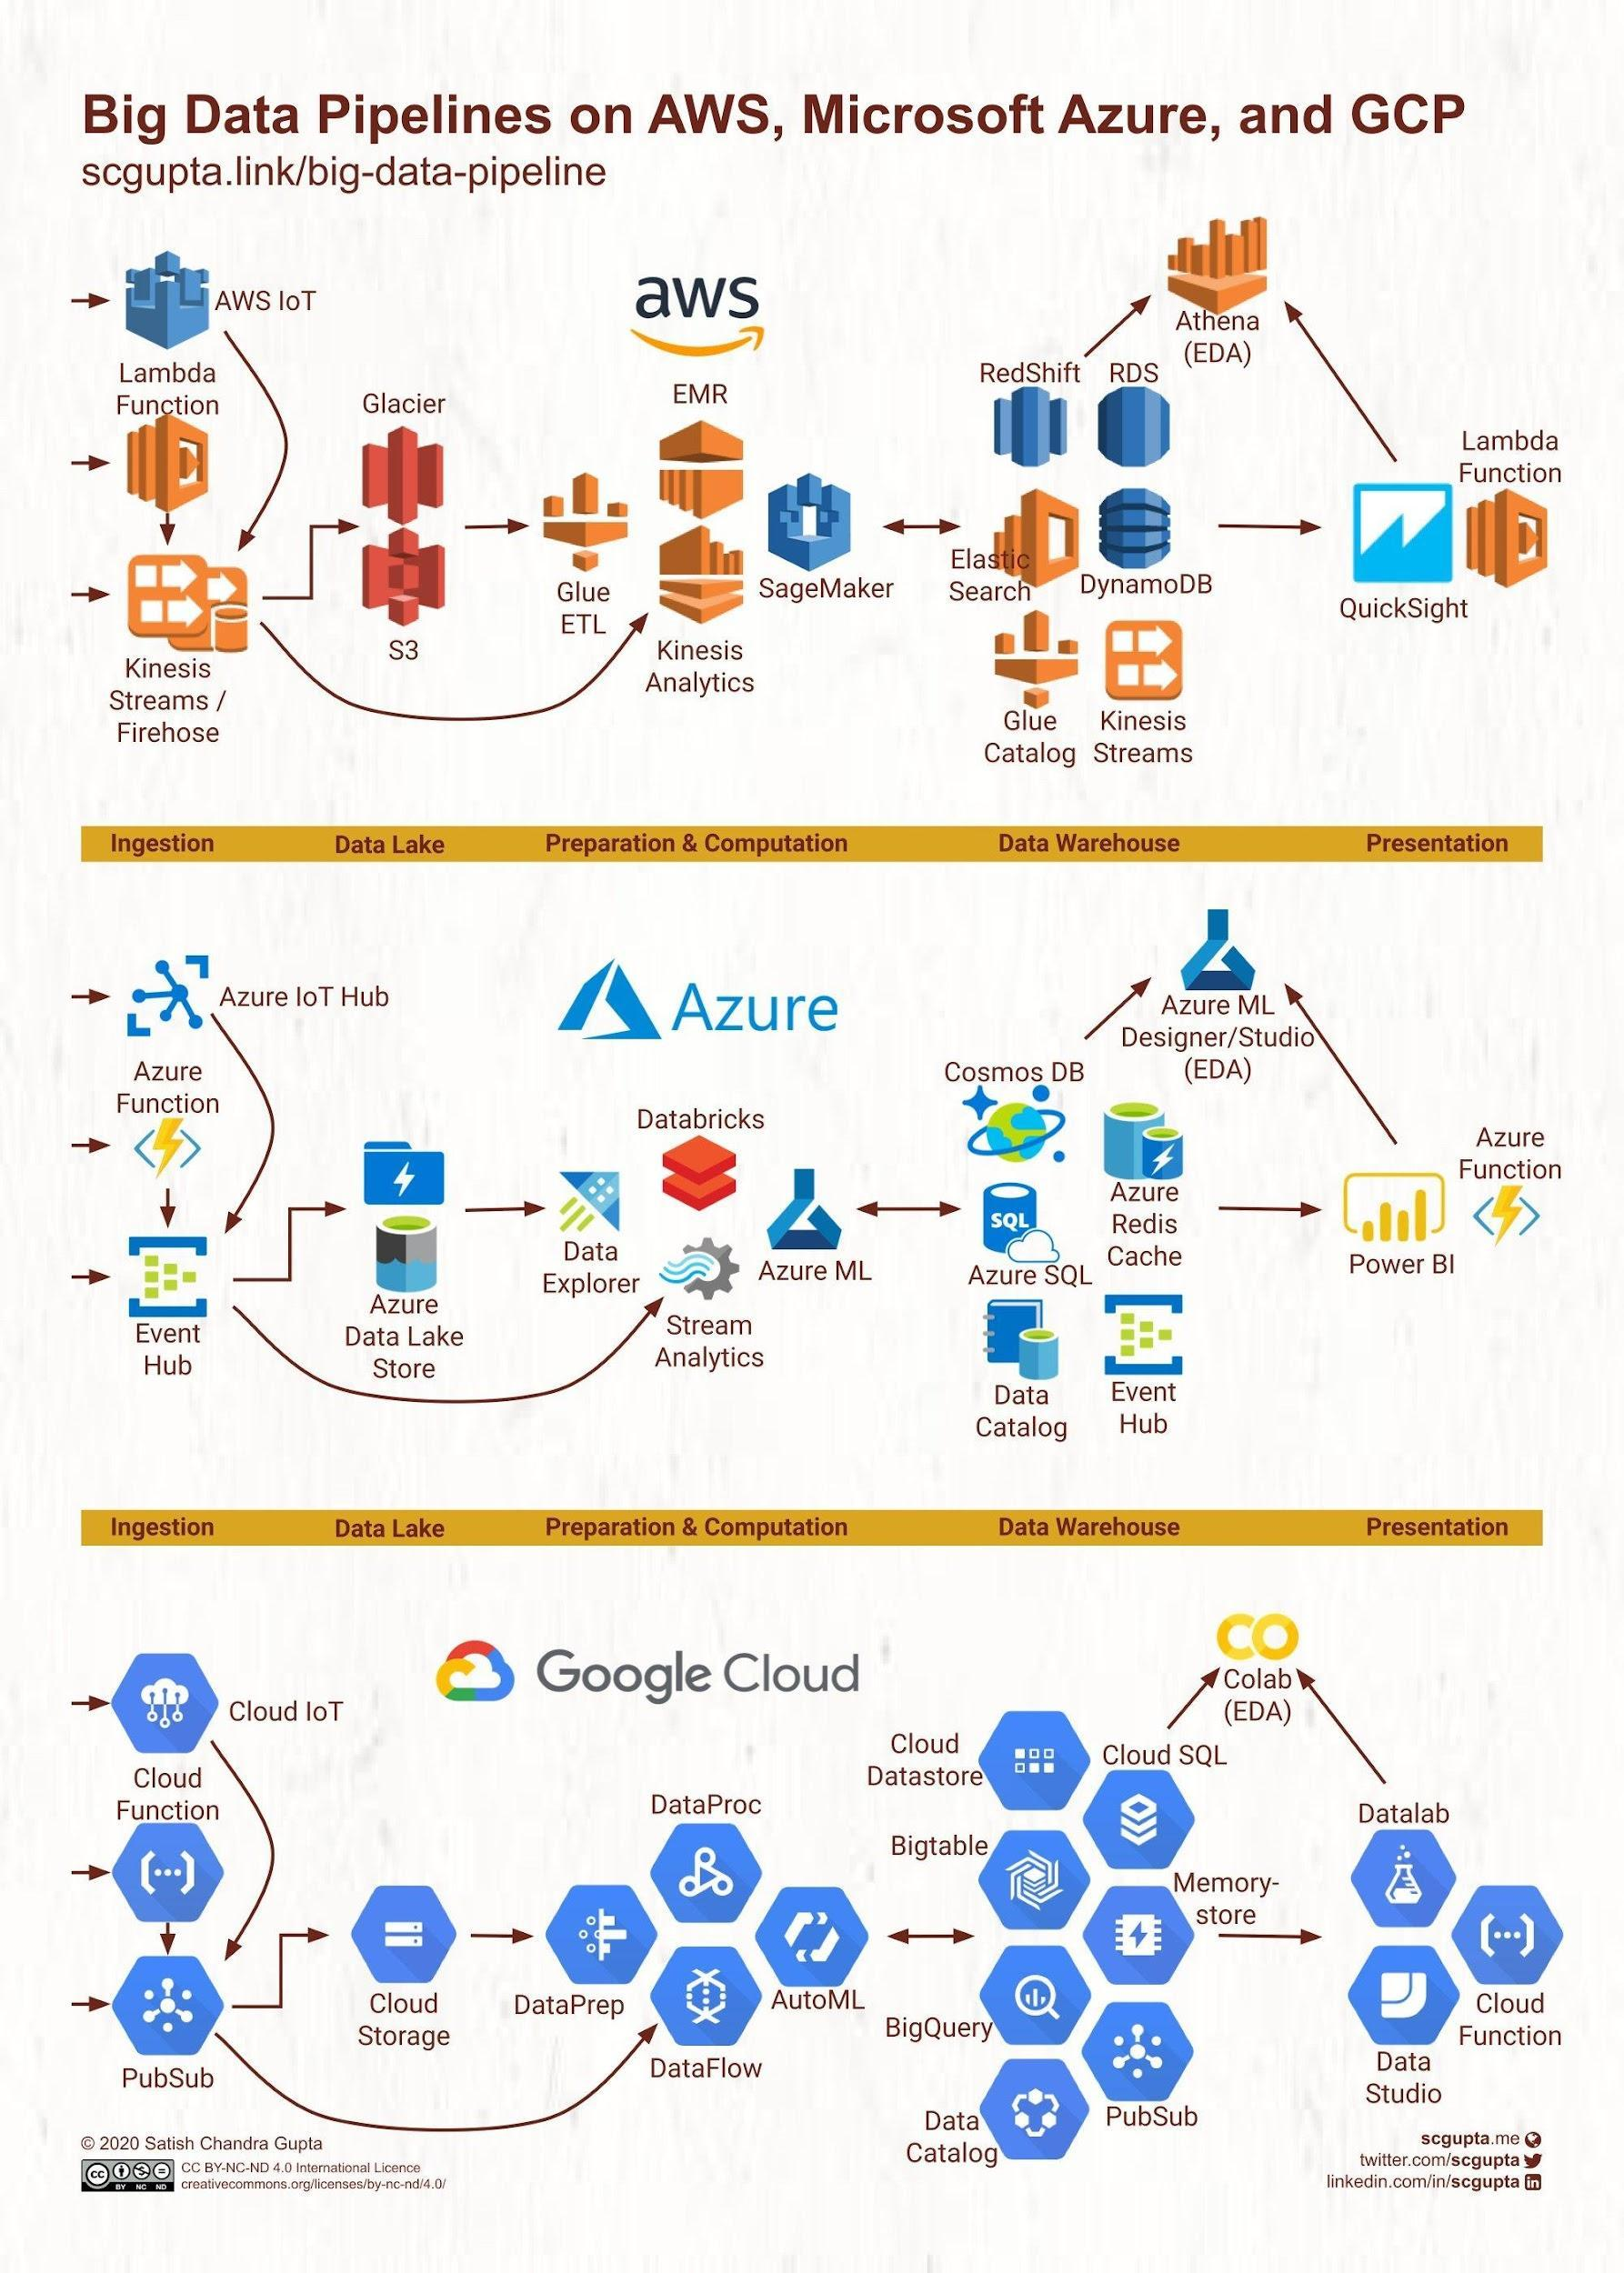 Big Data Pipelines on AWS, Microsoft Azure, and GCP
scgupta.link/big-data-pipeline
AWS IoT
Lambda
Function
Kinesis
Streams /
Firehose
Glacier
S3
aws
EMR
Glue
ETL
Kinesis
Analytics
SageMaker
RedShift
RDS
Elastic
Search
DynamoDB
Glue
Catalog
Kinesis
Streams
Athena
(EDA)
QuickSight
Lambda
Function
Ingestion
Data Lake
Preparation & Computation
Data Warehouse
Presentation
Azure IoT Hub
Azure
Function
Event
Hub
Azure
Data Lake
Store
Azure
Databricks
Data
Explorer
Stream
Analytics
Azure ML
Cosmos DB
SQL
Azure SQL
Azure
Redis
Cache
Data
Catalog
Event
Hub
Azure ML
Designer/Studio
(EDA)
Power BI
Azure
Function
Ingestion
Data Lake
Preparation & Computation
Data Warehouse
Presentation
Cloud IoT
Cloud
Function
PubSub
Cloud
Storage
Google Cloud
DataProc
DataPrep
DataFlow
AutoML
Cloud
Datastore
Cloud SQL
Bigtable
Memory-
store
BigQuery
PubSub
Data
Catalog
Colab
(EDA)
Datalab
Data
Studio
Cloud
Function
© 2020 Satish Chandra Gupta
cc BY NC ND
CC BY-NC-ND 4.0 International Licence
creativecommons.org/licenses/by-nc-nd/4.0/
scgupta.me
twitter.com/scgupta
linkedin.com/in/scgupta in